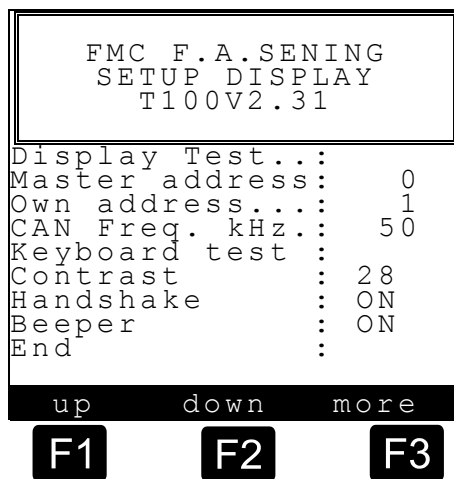 FMC F.A.SENING
SETUP DISPLAY
T100V2.31
Display Test..:
Master address: 0
Own address...: 1
CAN Freq. kHz.: 50
Keyboard test :
Contrast : 28
Handshake : ON
Beeper : ON
End :
up down more
F1 F2 F3